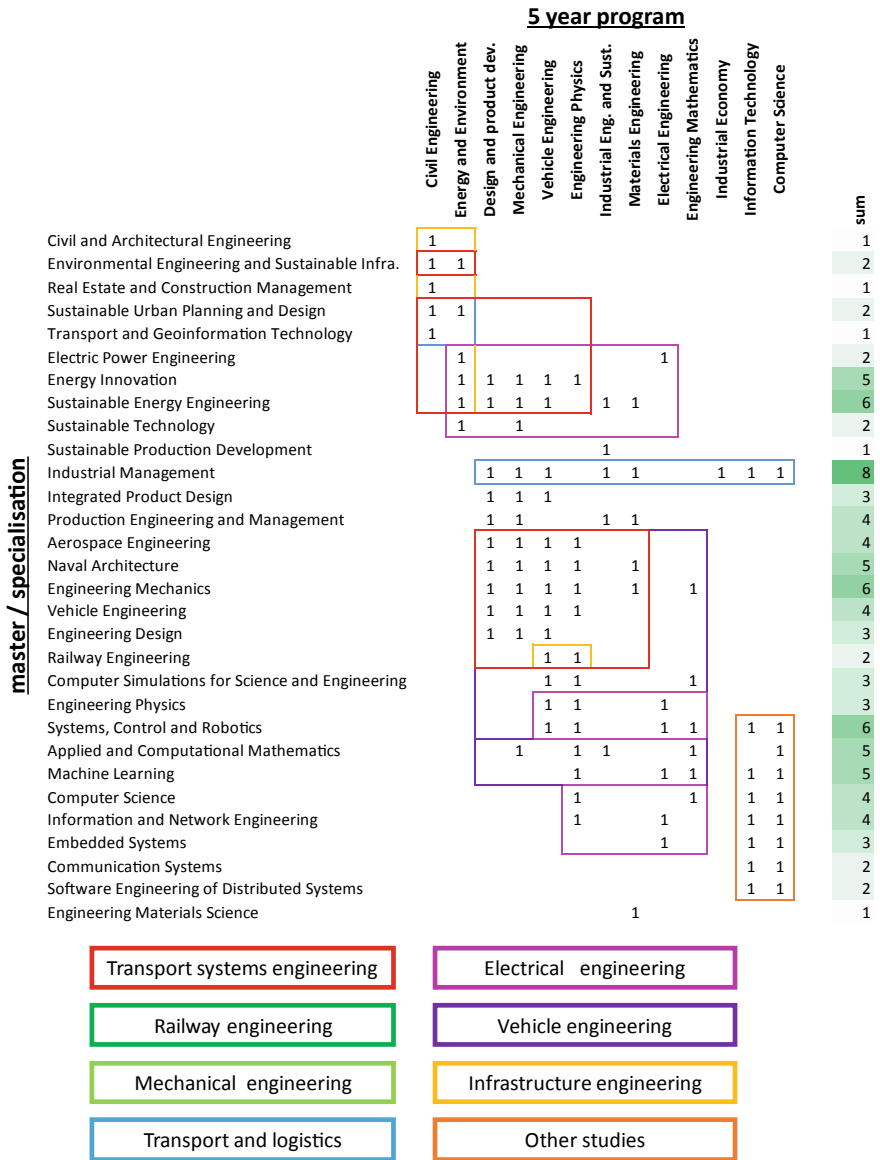 5 year program
Civil Engineering
Energy and Environment
Design and product dev.
Mechanical Engineering
Vehicle Engineering
Engineering Physics
Industrial Eng. and Sust.
Materials Engineering
Electrical Engineering
Engineering Mathematics
Industrial Economy
Information Technology
Computer Science
sum
master / specialisation
Civil and Architectural Engineering 1 1
Environmental Engineering and Sustainable Infra. 1 1 2
Real Estate and Construction Management 1 1
Sustainable Urban Planning and Design 1 1 2
Transport and Geoinformation Technology 1 1
Electric Power Engineering 1 1 2
Energy Innovation 1 1 1 1 1 5
Sustainable Energy Engineering 1 1 1 1 1 1 6
Sustainable Technology 1 1 2
Sustainable Production Development 1 1
Industrial Management 1 1 1 1 1 1 1 1 8
Integrated Product Design 1 1 1 3
Production Engineering and Management 1 1 1 1 4
Aerospace Engineering 1 1 1 1 4
Naval Architecture 1 1 1 1 1 5
Engineering Mechanics 1 1 1 1 1 1 6
Vehicle Engineering 1 1 1 1 4
Engineering Design 1 1 1 3
Railway Engineering 1 1 2
Computer Simulations for Science and Engineering 1 1 1 3
Engineering Physics 1 1 1 3
Systems, Control and Robotics 1 1 1 1 1 1 6
Applied and Computational Mathematics 1 1 1 1 1 5
Machine Learning 1 1 1 1 1 5
Computer Science 1 1 1 1 4
Information and Network Engineering 1 1 1 1 4
Embedded Systems 1 1 1 3
Communication Systems 1 1 2
Software Engineering of Distributed Systems 1 1 2
Engineering Materials Science 1 1
Transport systems engineering
Electrical engineering
Railway engineering
Vehicle engineering
Mechanical engineering
Infrastructure engineering
Transport and logistics
Other studies